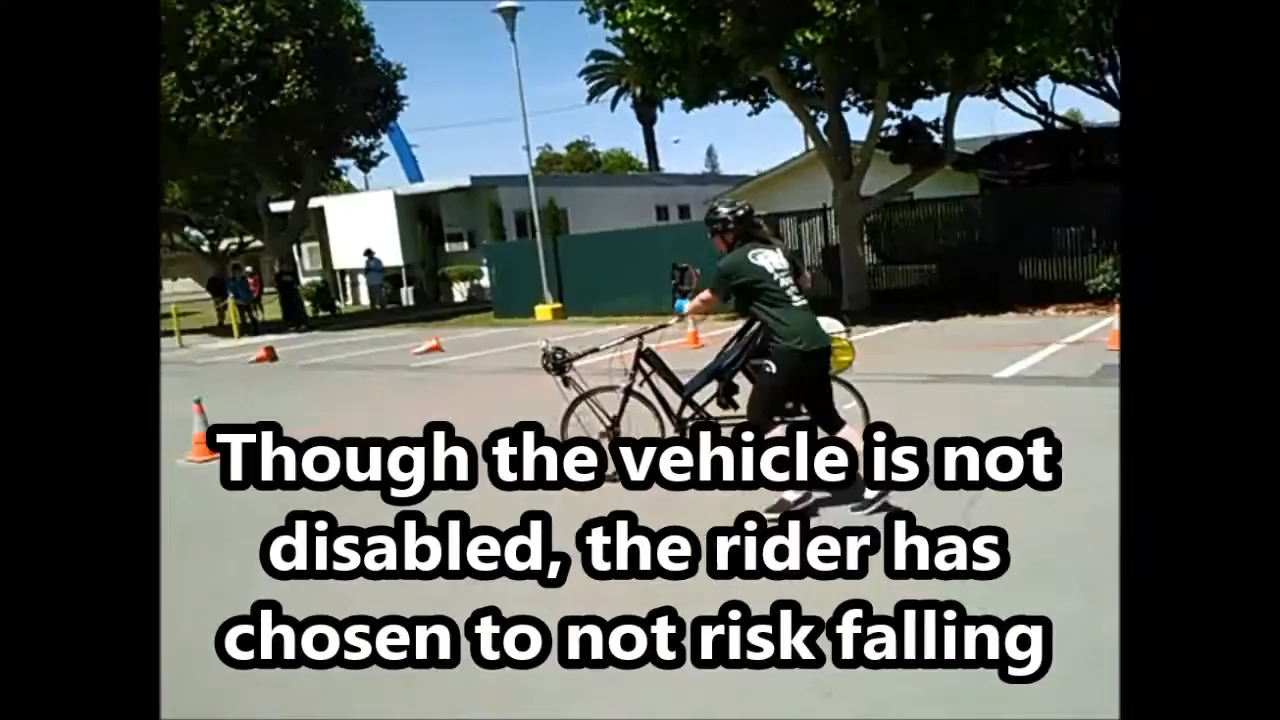 Though the vehicle is not
disabled, the rider has
chosen to not risk falling